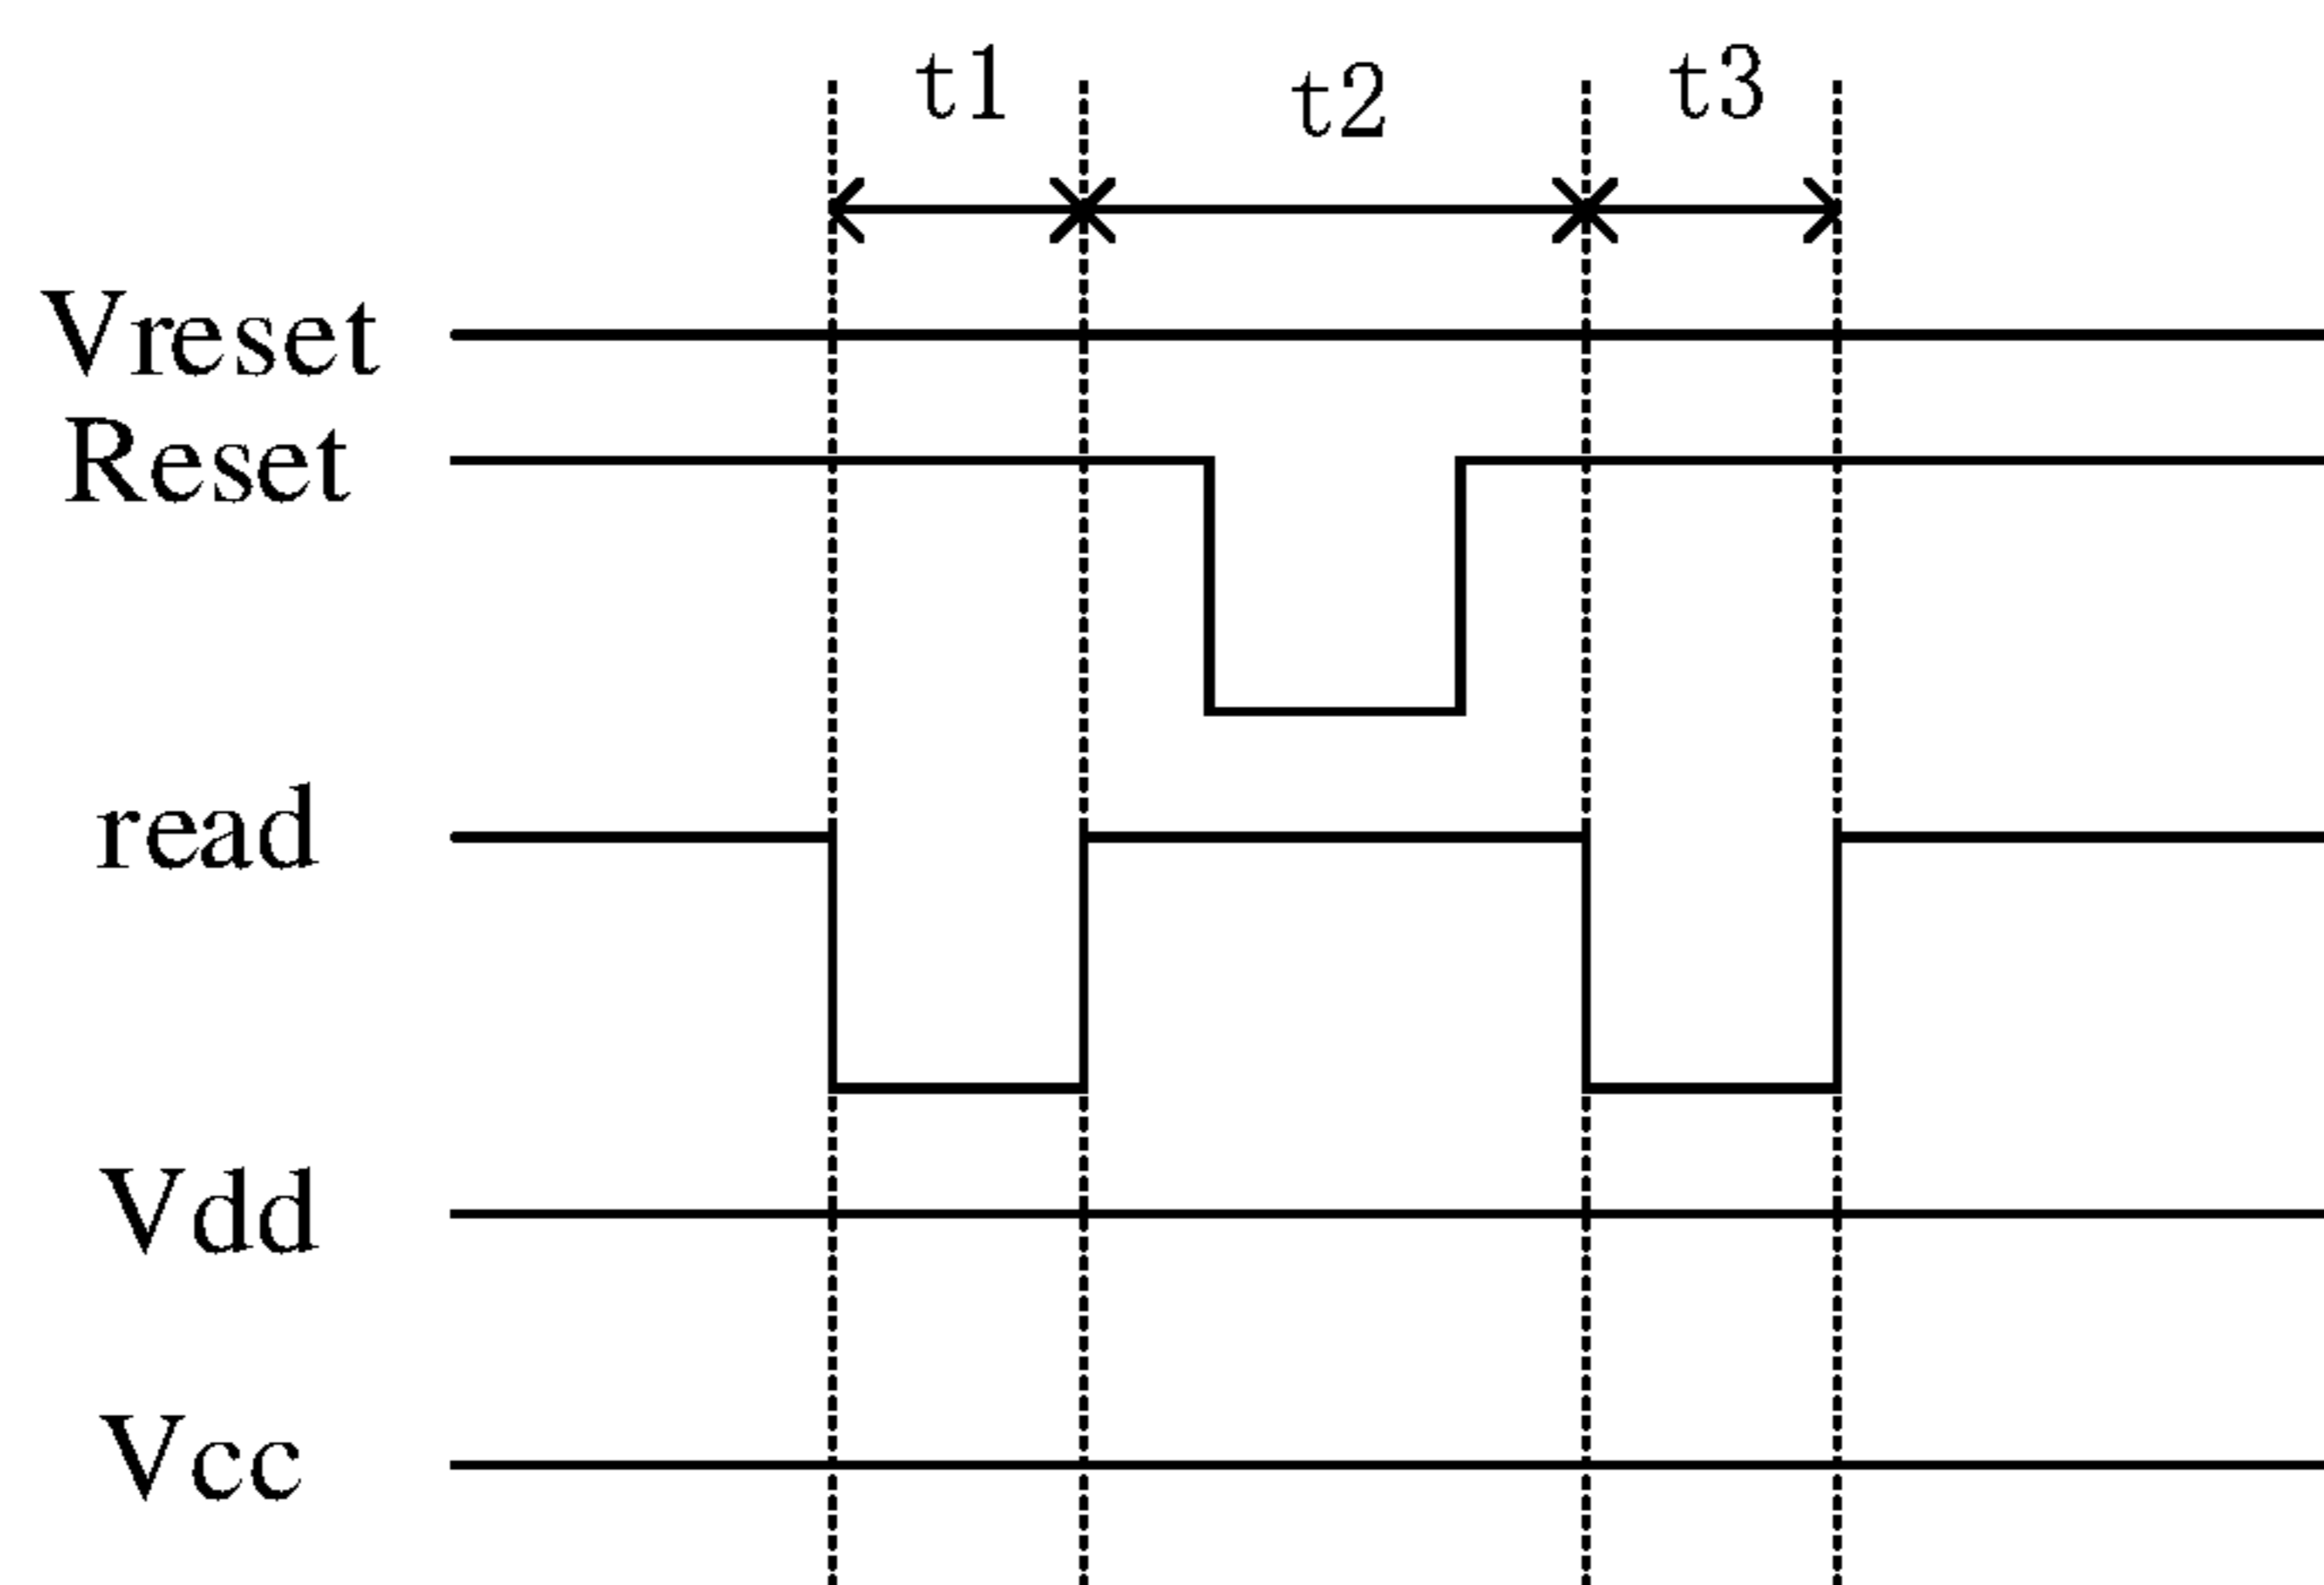 t1 t2 t3
Vreset
Reset
read
Vdd
Vcc